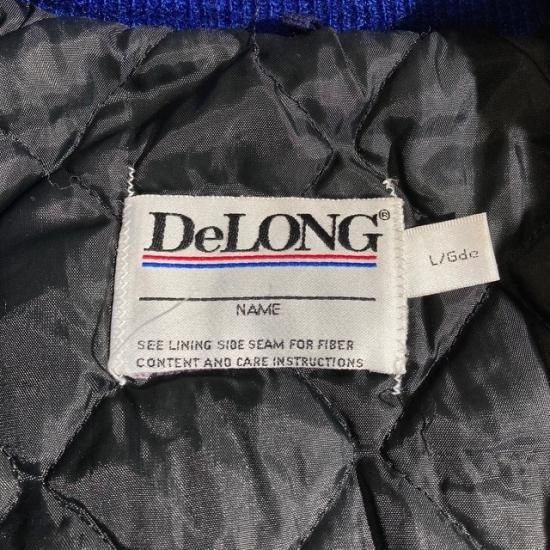 DeLONG®
L/Gde
NAME
SEE LINING SIDE SEAM FOR FIBER
CONTENT AND CARE INSTRUCTIONS